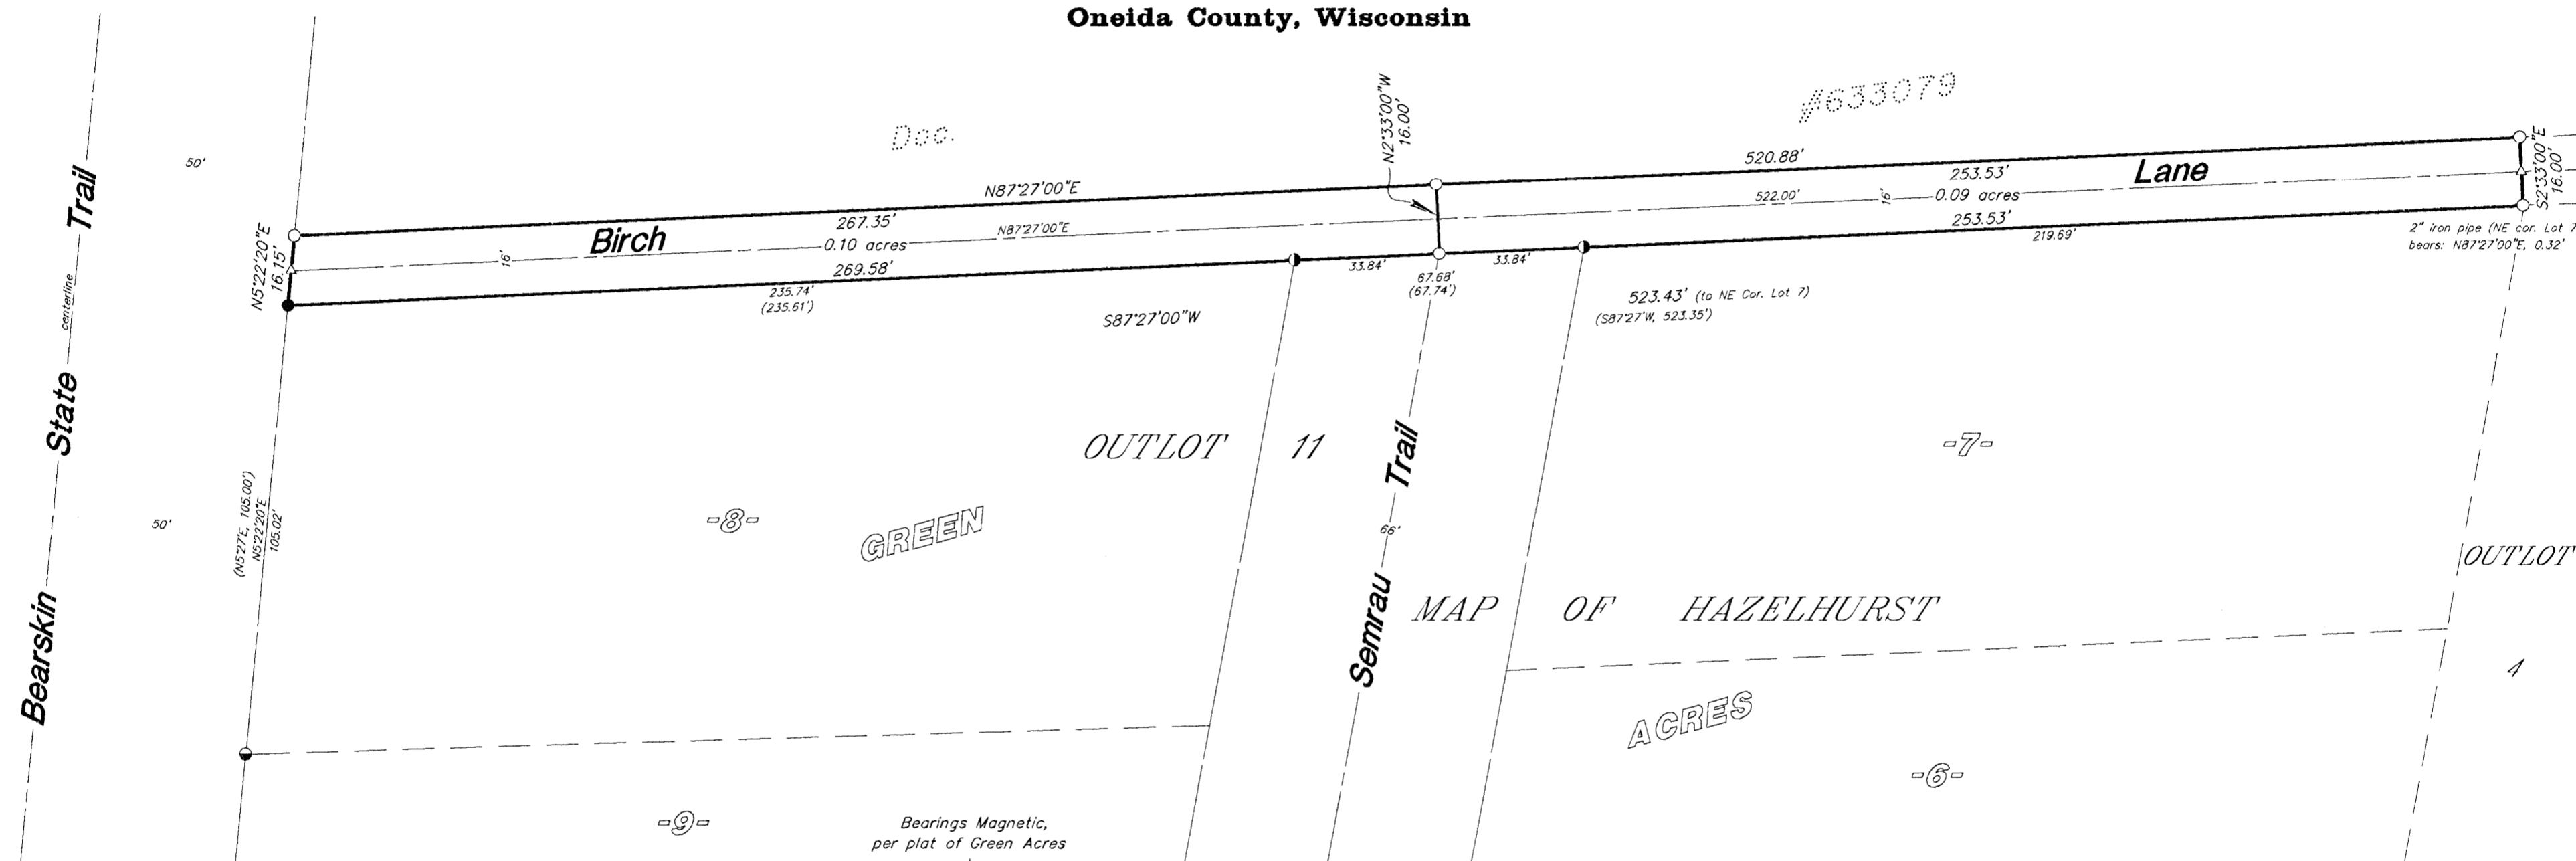 Oneida County, Wisconsin
Doc. #633079
N2°33'00"W
16.00'
50'
Bearskin State Trail
centerline
N5°22'20"E
16.15'
N87°27'00"E
520.88'
267.35'
253.53'
Birch Lane
16'
0.10 acres
N87°27'00"E
522.00'
16'
0.09 acres
269.58'
253.53'
S2°33'00"E
16.00'
235.74'
(235.61')
33.84'
67.68'
(67.74')
33.84'
219.69'
S87°27'00"W
523.43' (to NE Cor. Lot 7)
(S87°27'W, 523.35')
2" iron pipe (NE cor. Lot 7
bears: N87°27'00"E, 0.32'
50'
(N5°27'E, 105.00')
N5°22'20"E
105.02'
OUTLOT 11
-8-
GREEN ACRES
Semrau Trail
66'
-7-
MAP OF HAZELHURST
OUTLOT
4
-6-
-9-
Bearings Magnetic,
per plat of Green Acres